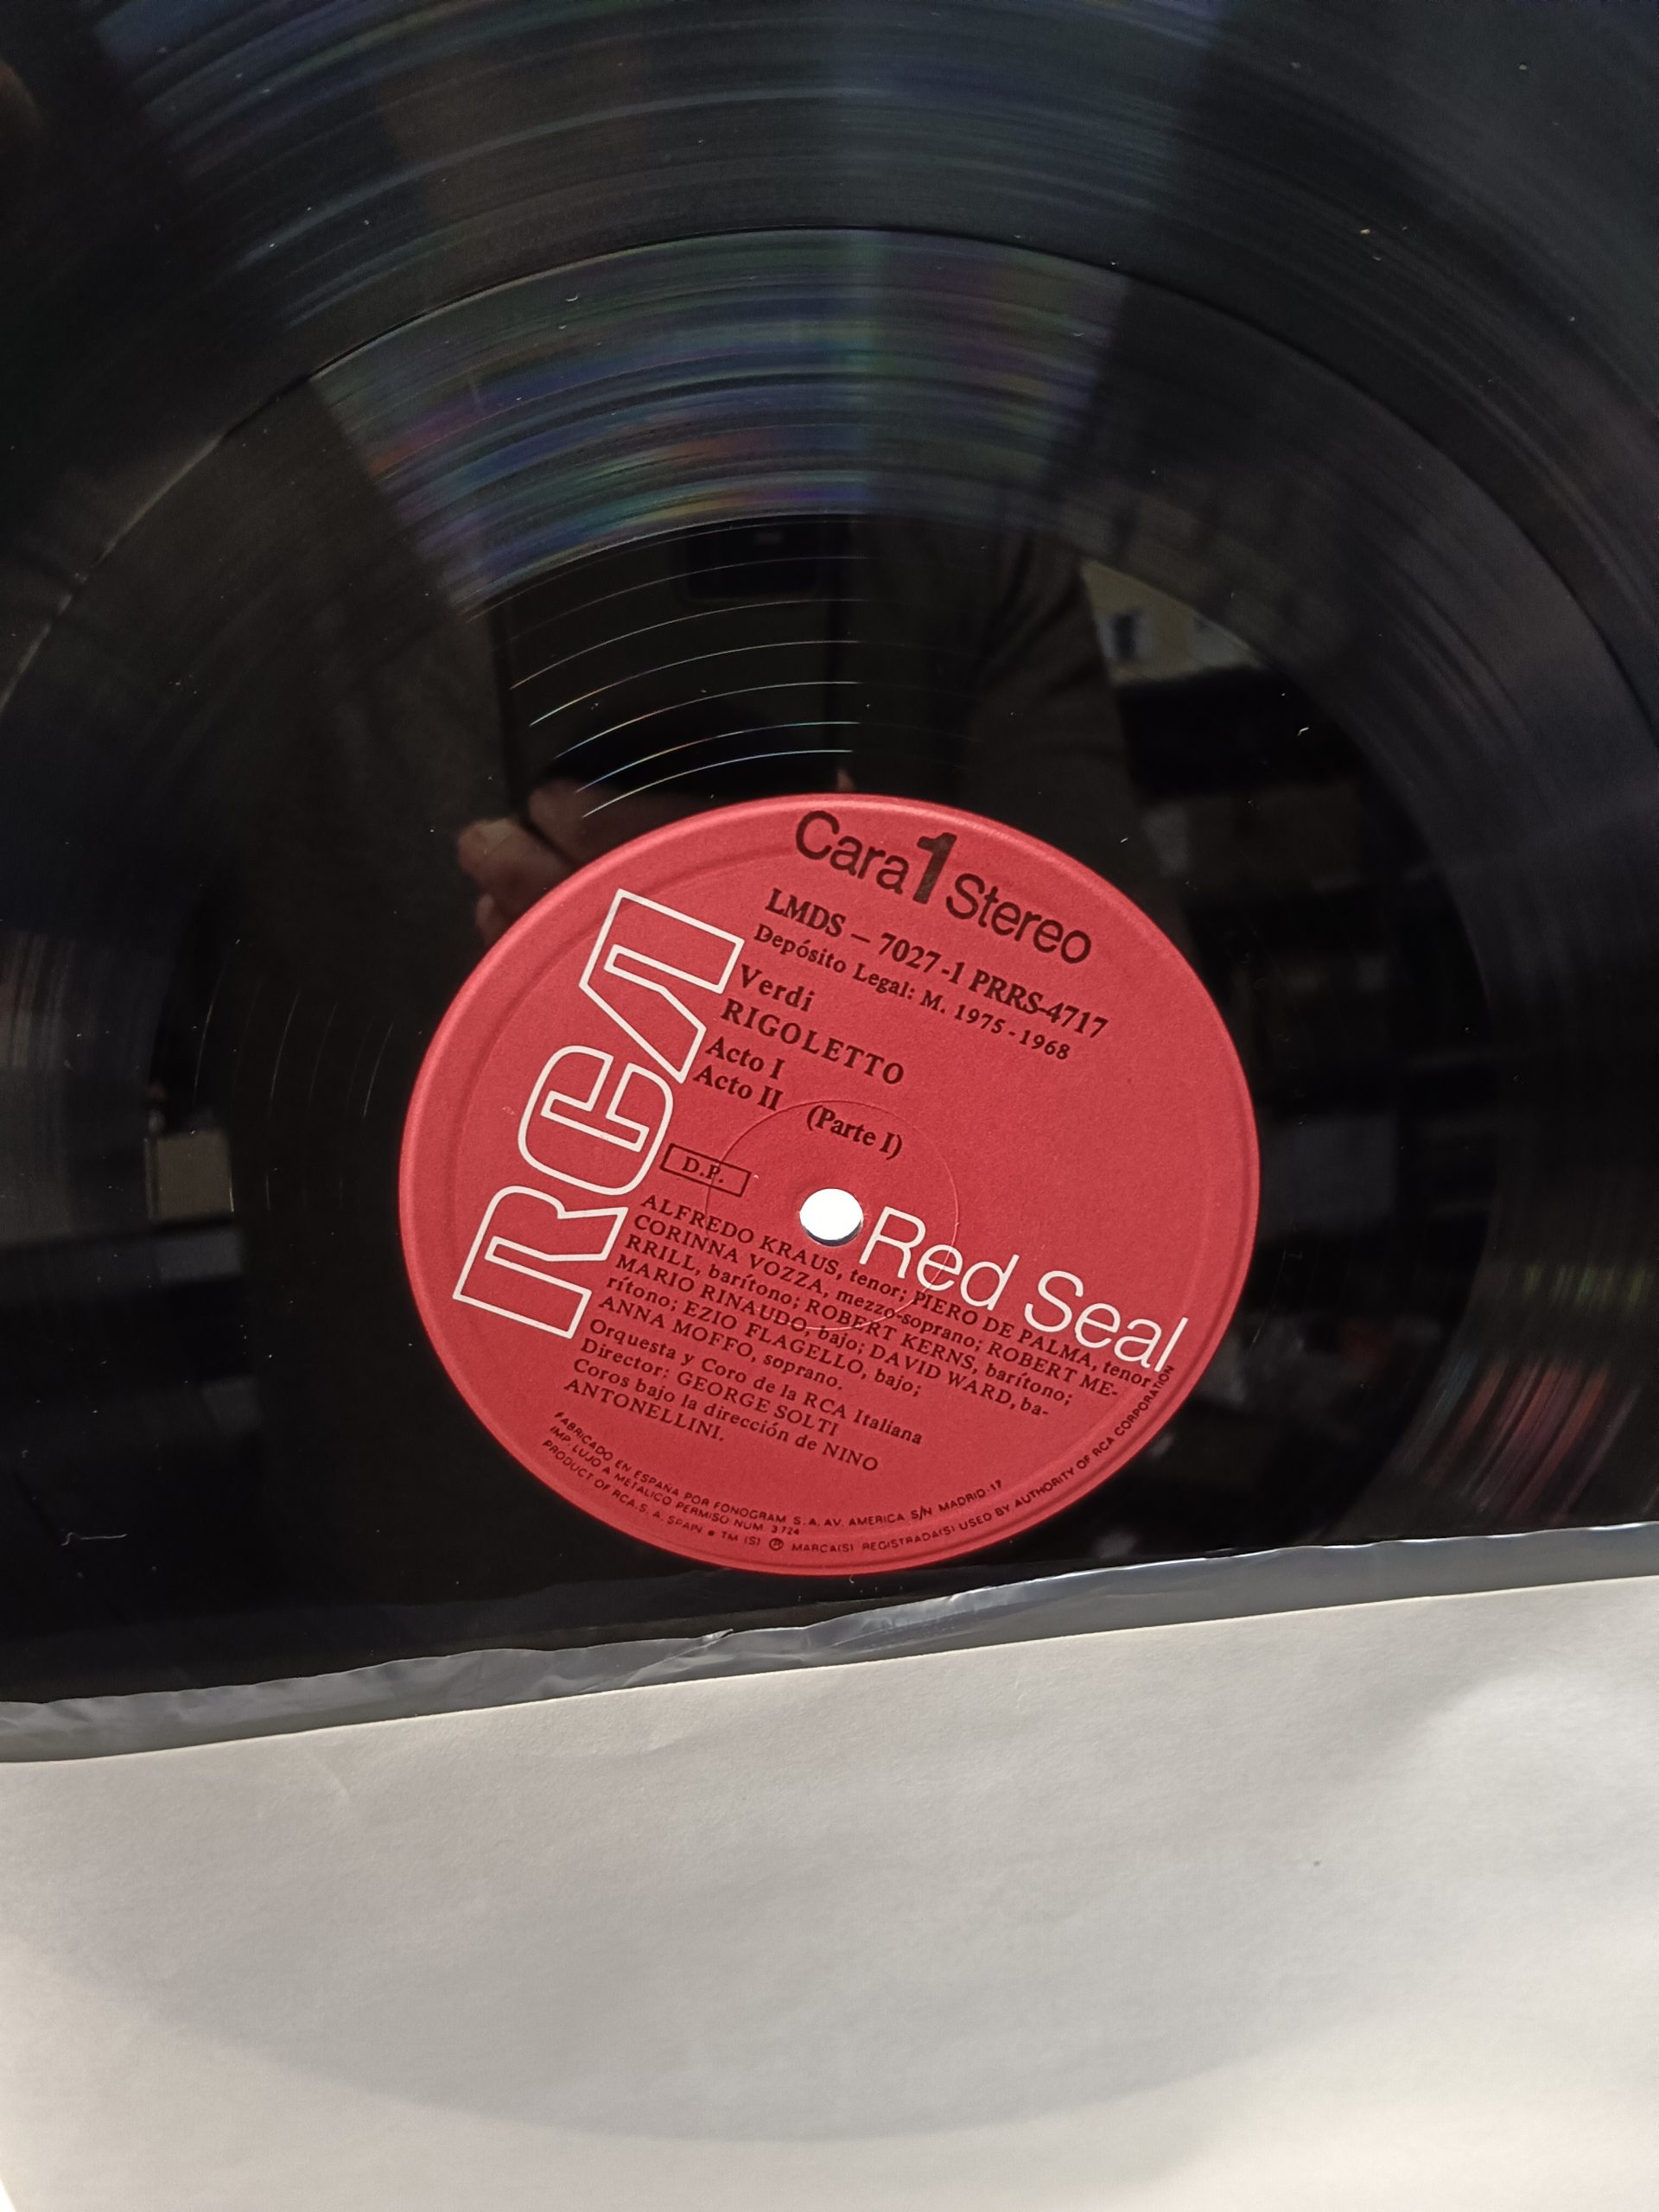 Cara 1 Stereo
LMDS – 7027-1 PRRS-4717
Depósito Legal: M. 1975-1968
Verdi
RIGOLETTO
Acto I
Acto II (Parte I)
D.P.
RCA
Red Seal
ALFREDO KRAUS, tenor; PIERO DE PALMA, tenor;
CORINNA VOZZA, mezzo-soprano; ROBERT ME-
RRILL, barítono; ROBERT KERNS, barítono;
MARIO RINAUDO, bajo; DAVID WARD, ba-
rítono; EZIO FLAGELLO, bajo;
ANNA MOFFO, soprano.
Orquesta y Coro de la RCA Italiana
Director: GEORGE SOLTI
Coros bajo la dirección de NINO
ANTONELLINI.
FABRICADO EN ESPAÑA POR FONOGRAM S. A. AV. AMERICA S/N MADRID-17
IMP. LUJO A METALICO PERMISO NUM. 3724
PRODUCT OF RCA. S. A. SPAIN • TM (S) ® MARCA(S) REGISTRADA(S) USED BY AUTHORITY OF RCA CORPORATION